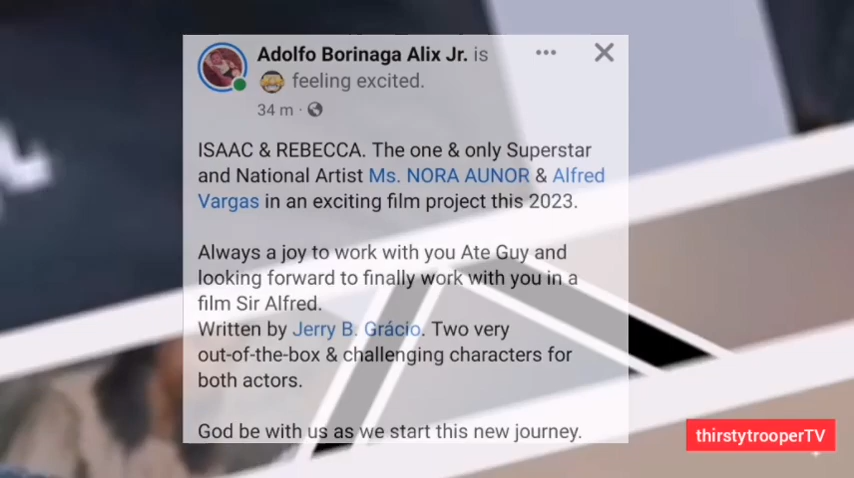 Adolfo Borinaga Alix Jr. is
feeling excited.
34 m ·
ISAAC & REBECCA. The one & only Superstar
and National Artist Ms. NORA AUNOR & Alfred
Vargas in an exciting film project this 2023.
Always a joy to work with you Ate Guy and
looking forward to finally work with you in a
film Sir Alfred.
Written by Jerry B. Grácio. Two very
out-of-the-box & challenging characters for
both actors.
God be with us as we start this new journey.
thirstytrooperTV